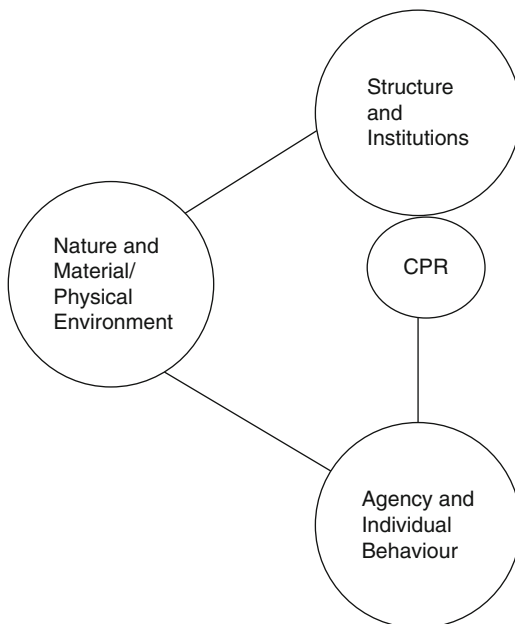 Structure
and
Institutions
Nature and
Material/
Physical
Environment
CPR
Agency and
Individual
Behaviour